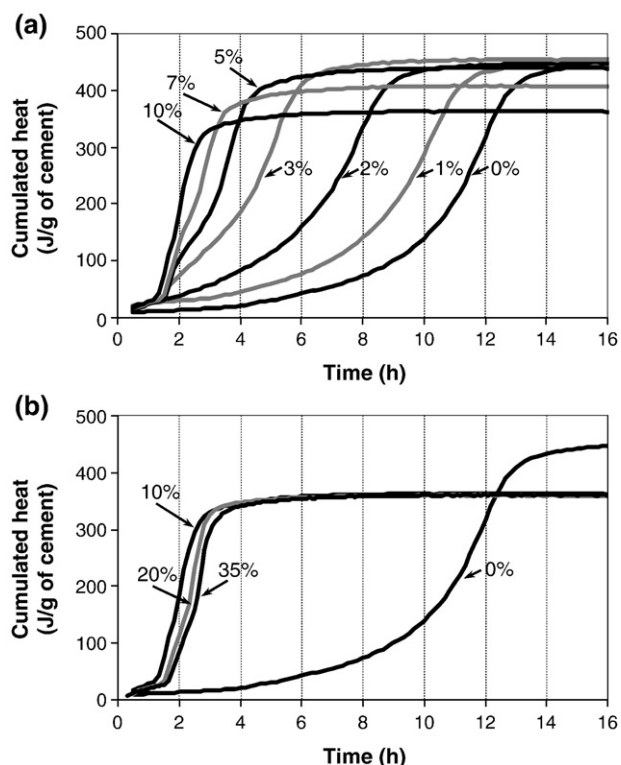 (a)
500
400
300
200
100
0
Cumulated heat
(J/g of cement)
5%
7%
10%
3%
2%
1%
0%
0 2 4 6 8 10 12 14 16
Time (h)
(b)
500
400
300
200
100
0
Cumulated heat
(J/g of cement)
10%
20%
35%
0%
0 2 4 6 8 10 12 14 16
Time (h)